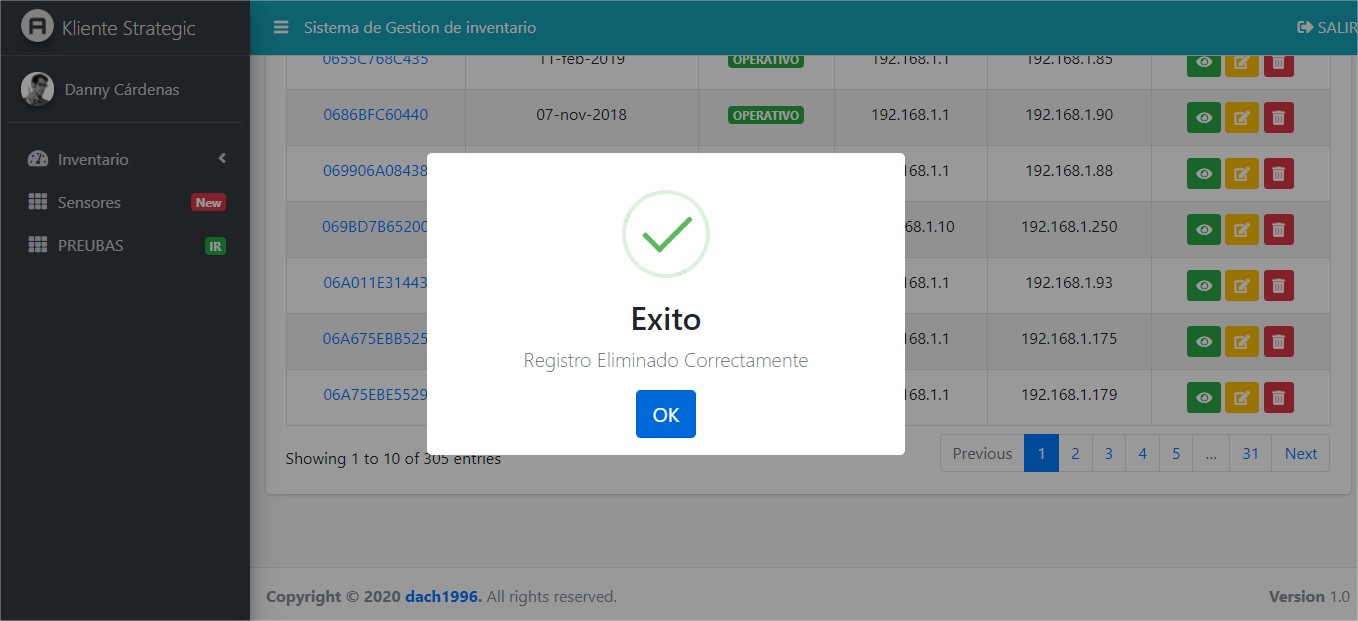 Kliente Strategic
Sistema de Gestion de inventario
SALIR
Danny Cárdenas
Inventario
Sensores New
PREUBAS IR
0655C768C435 11-feb-2019 OPERATIVO 192.168.1.1 192.168.1.85
0686BFC60440 07-nov-2018 OPERATIVO 192.168.1.1 192.168.1.90
069906A08438 168.1.1 192.168.1.88
069BD7B65200 68.1.10 192.168.1.250
06A011E31443 168.1.1 192.168.1.93
06A675EBB525 168.1.1 192.168.1.175
06A75EBE5529 168.1.1 192.168.1.179
Exito
Registro Eliminado Correctamente
OK
Showing 1 to 10 of 305 entries
Previous 1 2 3 4 5 ... 31 Next
Copyright © 2020 dach1996. All rights reserved.
Version 1.0